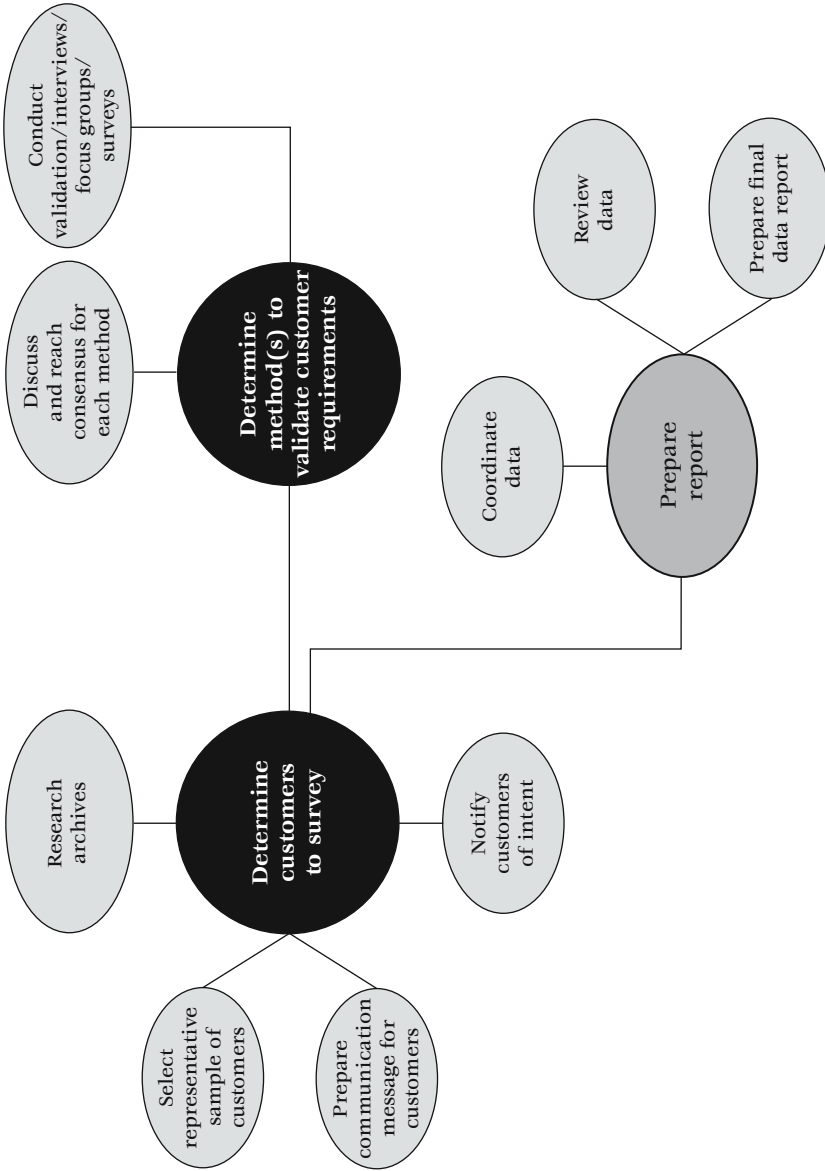 Research
archives
Select
representative
sample of
customers
Prepare
communication
message for
customers
Determine
customers
to survey
Notify
customers
of intent
Discuss
and reach
consensus for
each method
Conduct
validation/interviews/
focus groups/
surveys
Determine
method(s) to
validate customer
requirements
Coordinate
data
Prepare
report
Review
data
Prepare final
data report